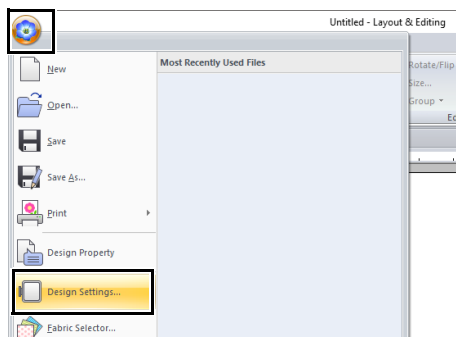 Untitled - Layout & Editing
New
Most Recently Used Files
Rotate/Flip
Size...
Open...
Group
Save
Save As...
Print
Design Property
Design Settings...
Fabric Selector...